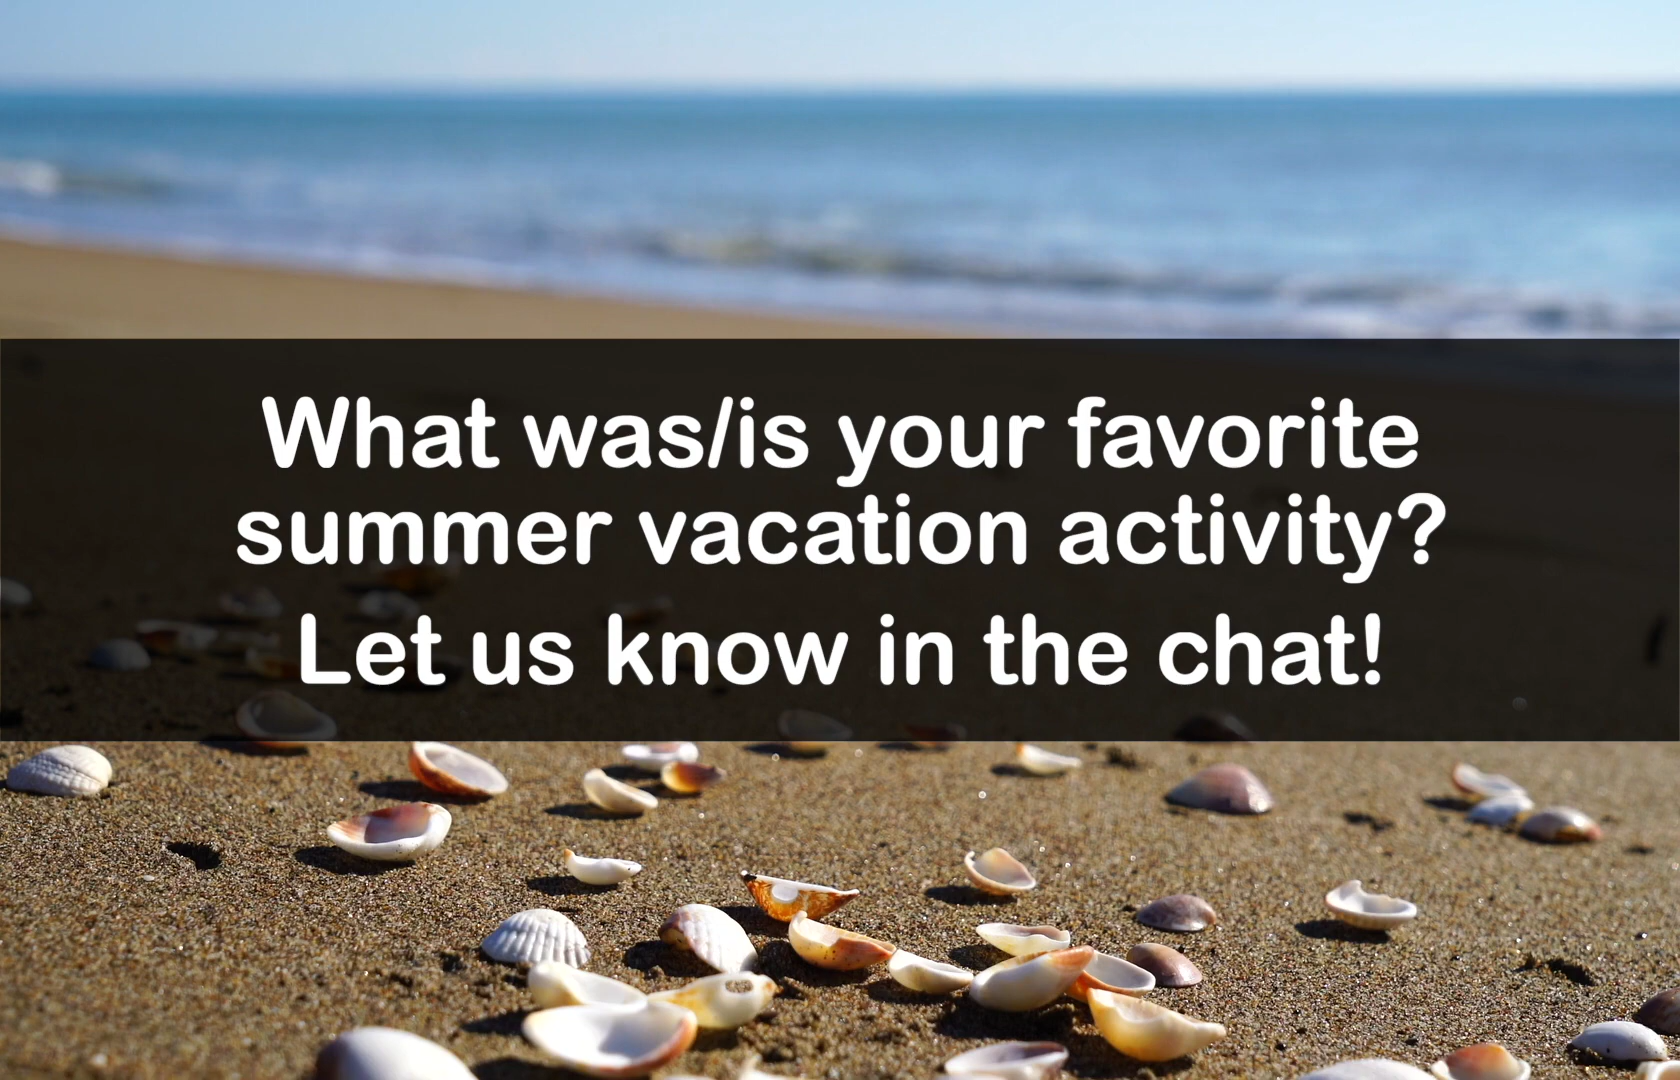 What was/is your favorite
summer vacation activity?
Let us know in the chat!